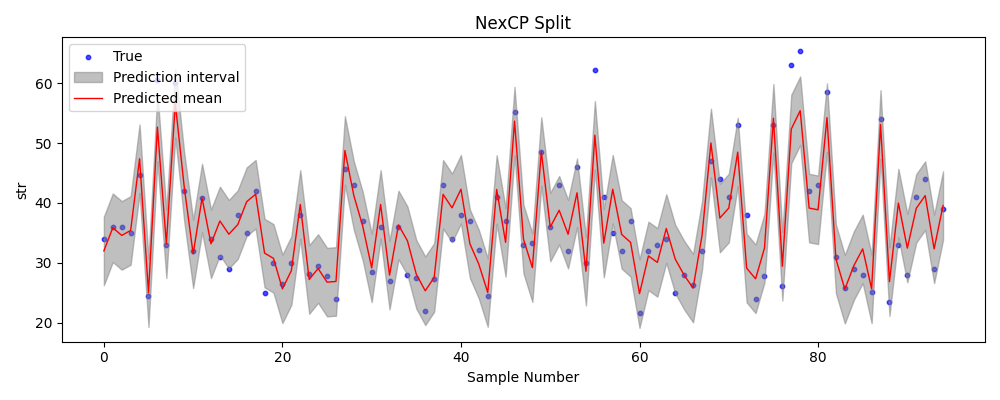 NexCP Split
True
Prediction interval
Predicted mean
str
60
50
40
30
20
0
20
40
60
80
Sample Number